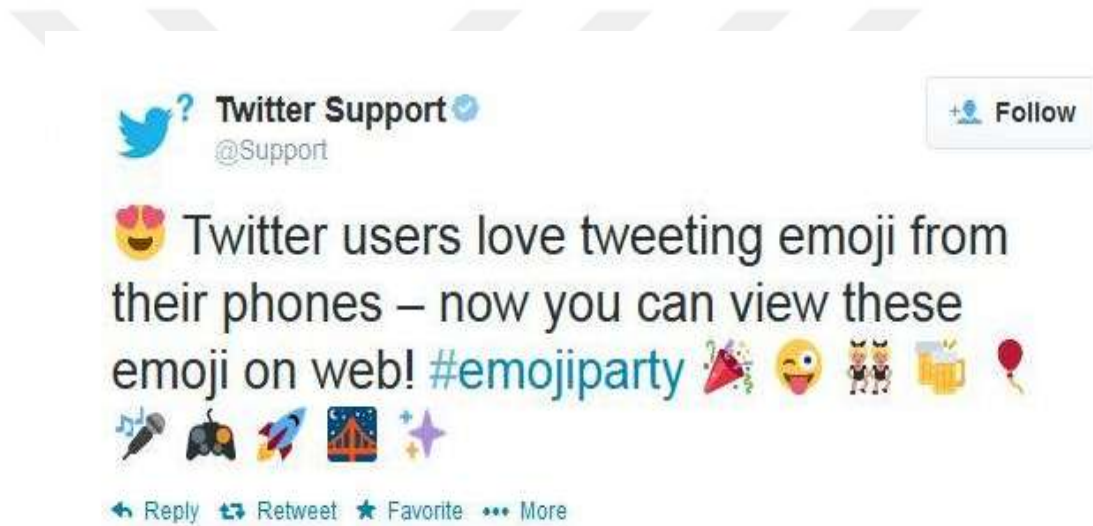 Twitter Support
@Support
Follow
😍 Twitter users love tweeting emoji from
their phones – now you can view these
emoji on web! #emojiparty 🎉 😜 👯 🍻 🎈
🎤 🎮 🚀 🌉 ✨
Reply Retweet Favorite More